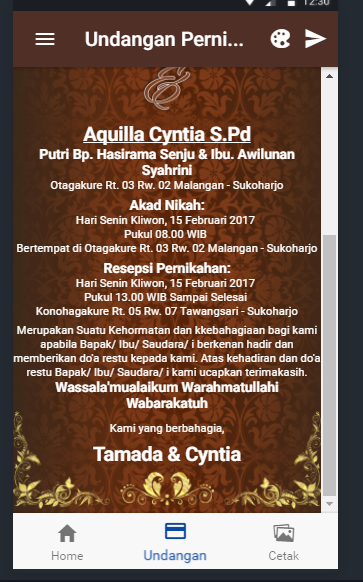 12:30
Undangan Perni...
Aquilla Cyntia S.Pd
Putri Bp. Hasirama Senju & Ibu. Awilunan
Syahrini
Otagakure Rt. 03 Rw. 02 Malangan - Sukoharjo
Akad Nikah:
Hari Senin Kliwon, 15 Februari 2017
Pukul 08.00 WIB
Bertempat di Otagakure Rt. 03 Rw. 02 Malangan - Sukoharjo
Resepsi Pernikahan:
Hari Senin Kliwon, 15 Februari 2017
Pukul 13.00 WIB Sampai Selesai
Konohagakure Rt. 05 Rw. 07 Tawangsari - Sukoharjo
Merupakan Suatu Kehormatan dan kkebahagiaan bagi kami
apabila Bapak/ Ibu/ Saudara/ i berkenan hadir dan
memberikan do'a restu kepada kami. Atas kehadiran dan do'a
restu Bapak/ Ibu/ Saudara/ i kami ucapkan terimakasih.
Wassala'mualaikum Warahmatullahi
Wabarakatuh
Kami yang berbahagia,
Tamada & Cyntia
Home
Undangan
Cetak